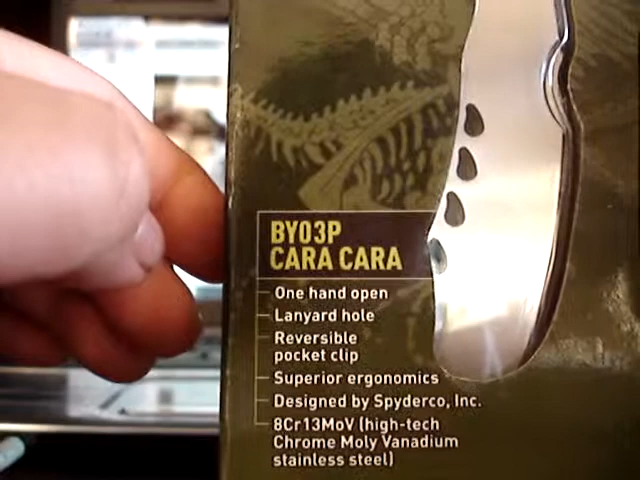 BY03P
CARA CARA
One hand open
Lanyard hole
Reversible
pocket clip
Superior ergonomics
Designed by Spyderco, Inc.
8Cr13MoV (high-tech
Chrome Moly Vanadium
stainless steel)